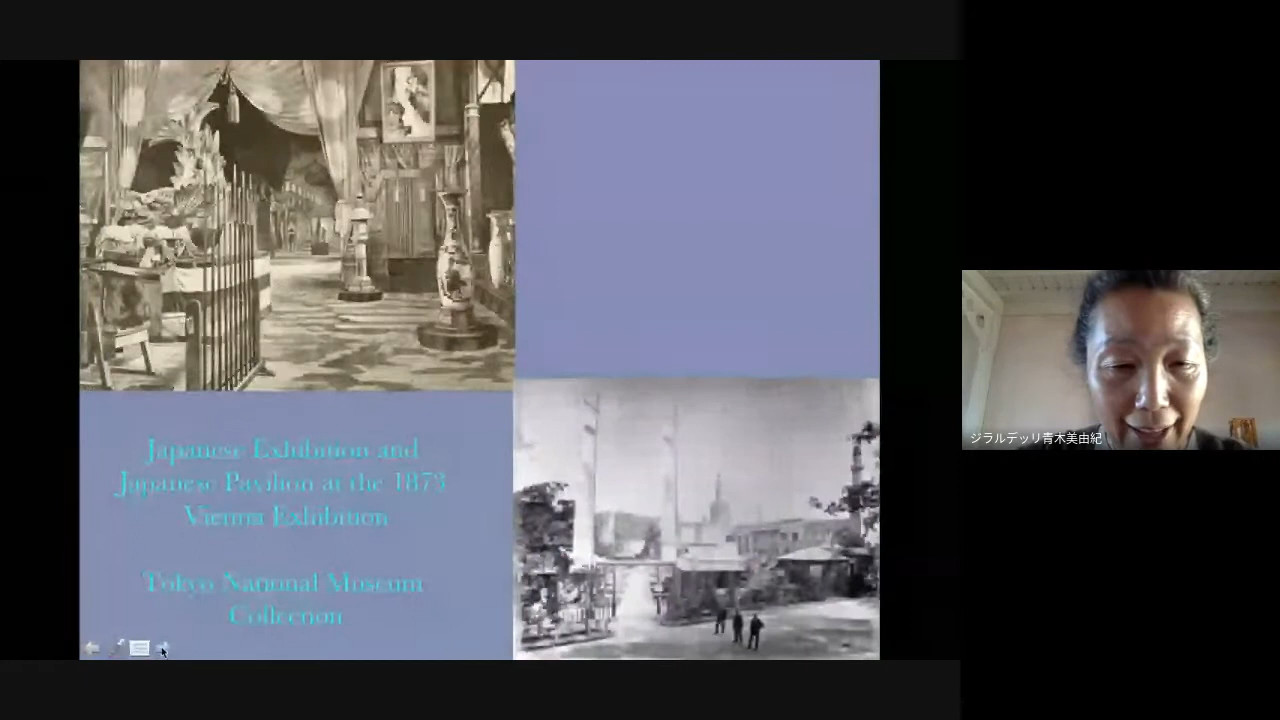 Japanese Exhibition and
Japanese Pavilion at the 1873
Vienna Exhibition
Tokyo National Museum
Collection
ジラルデッリ青木美由紀